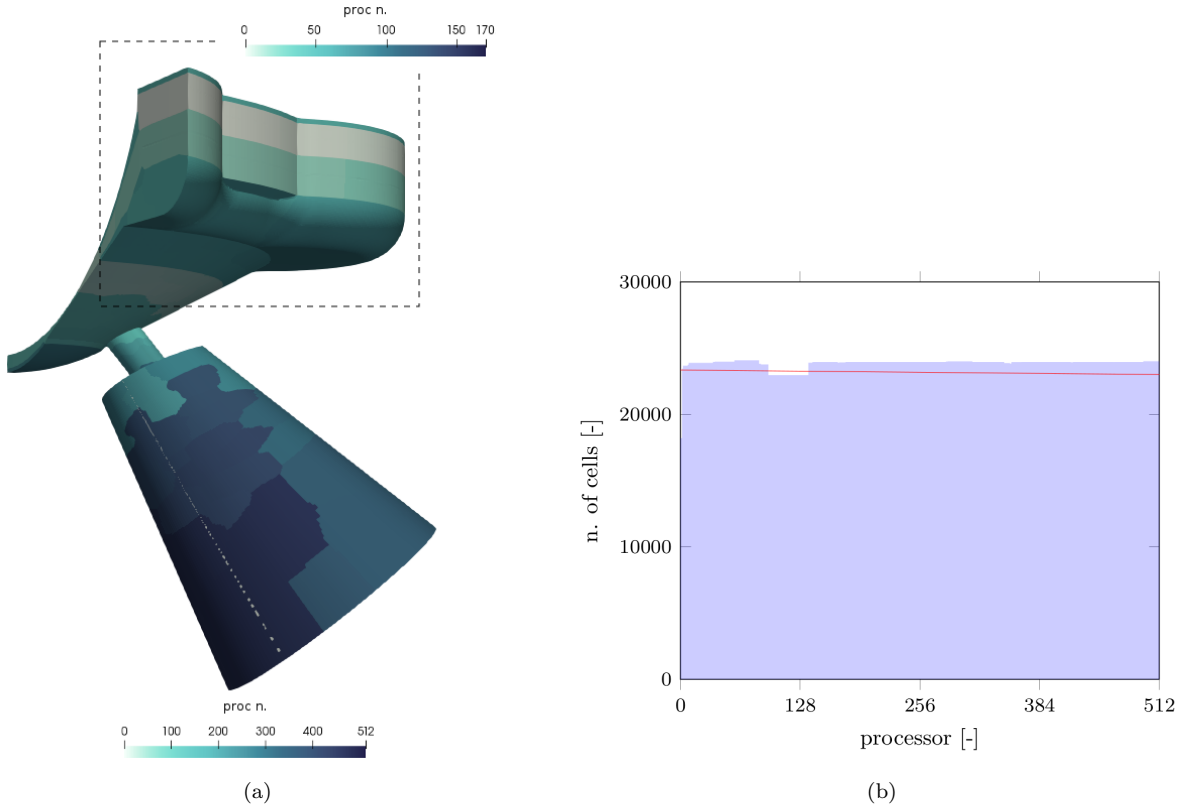 proc n.
0 50 100 150 170
proc n.
0 100 200 300 400 512
(a)
30000
20000
10000
0
n. of cells [-]
0 128 256 384 512
processor [-]
(b)